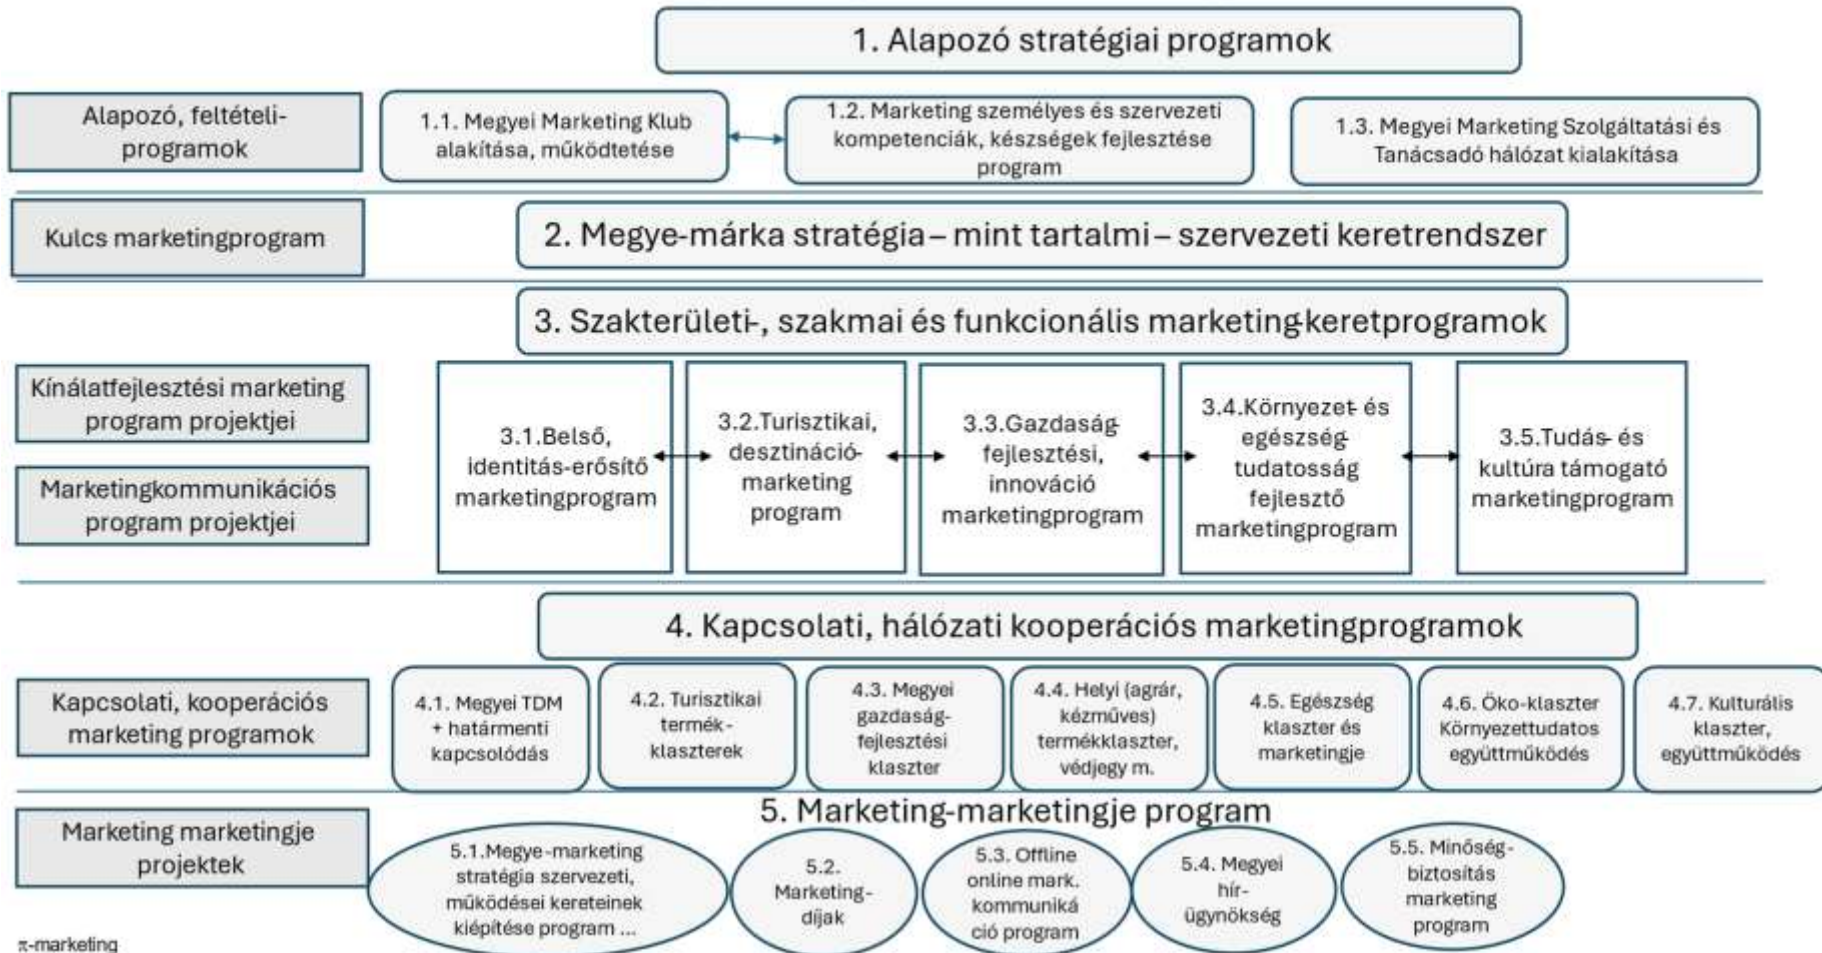 1. Alapozó stratégiai programok
Alapozó, feltételi-
programok
1.1. Megyei Marketing Klub
alakítása, működtetése
1.2. Marketing személyes és szervezeti
kompetenciák, készségek fejlesztése
program
1.3. Megyei Marketing Szolgáltatási és
Tanácsadó hálózat kialakítása
Kulcs marketingprogram
2. Megye-márka stratégia – mint tartalmi – szervezeti keretrendszer
3. Szakterületi-, szakmai és funkcionális marketing-keretprogramok
Kínálatfejlesztési marketing
program projektjei
Marketingkommunikációs
program projektjei
3.1.Belső,
identitás-erősítő
marketingprogram
3.2.Turisztikai,
desztináció-
marketing
program
3.3.Gazdaság-
fejlesztési,
innováció
marketingprogram
3.4.Környezet- és
egészség-
tudatosság
fejlesztő
marketingprogram
3.5.Tudás- és
kultúra támogató
marketingprogram
4. Kapcsolati, hálózati kooperációs marketingprogramok
Kapcsolati, kooperációs
marketing programok
4.1. Megyei TDM
+ határmenti
kapcsolódás
4.2. Turisztikai
termék-
klaszterek
4.3. Megyei
gazdaság-
fejlesztési
klaszter
4.4. Helyi (agrár,
kézműves)
termékklaszter,
védjegy m.
4.5. Egészség
klaszter és
marketingje
4.6. Öko-klaszter
Környezettudatos
együttműködés
4.7. Kulturális
klaszter,
együttműködés
5. Marketing-marketingje program
Marketing marketingje
projektek
5.1.Megye-marketing
stratégia szervezeti,
működései kereteinek
kiépítése program ...
5.2.
Marketing-
díjak
5.3. Offline
online mark.
kommuniká
ció program
5.4. Megyei
hír-
ügynökség
5.5. Minőség-
biztosítás
marketing
program
π-marketing